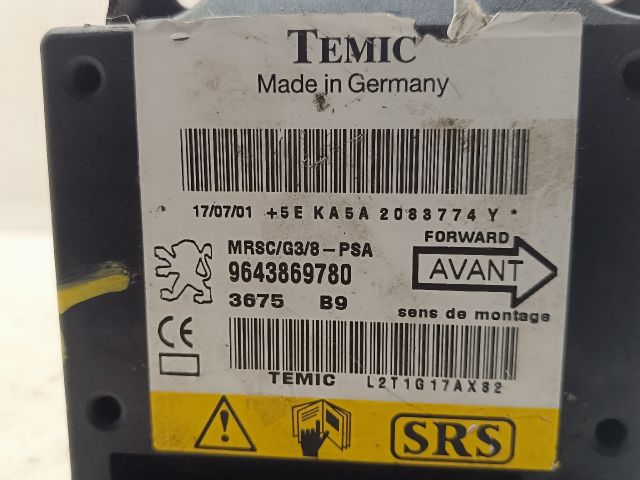 TEMIC
Made in Germany
17/07/01 +5E KA5A 2083774 Y *
MRSC/G3/8-PSA
9643869780
3675 B9
FORWARD
AVANT
sens de montage
CE
TEMIC L2T1G17AX82
SRS